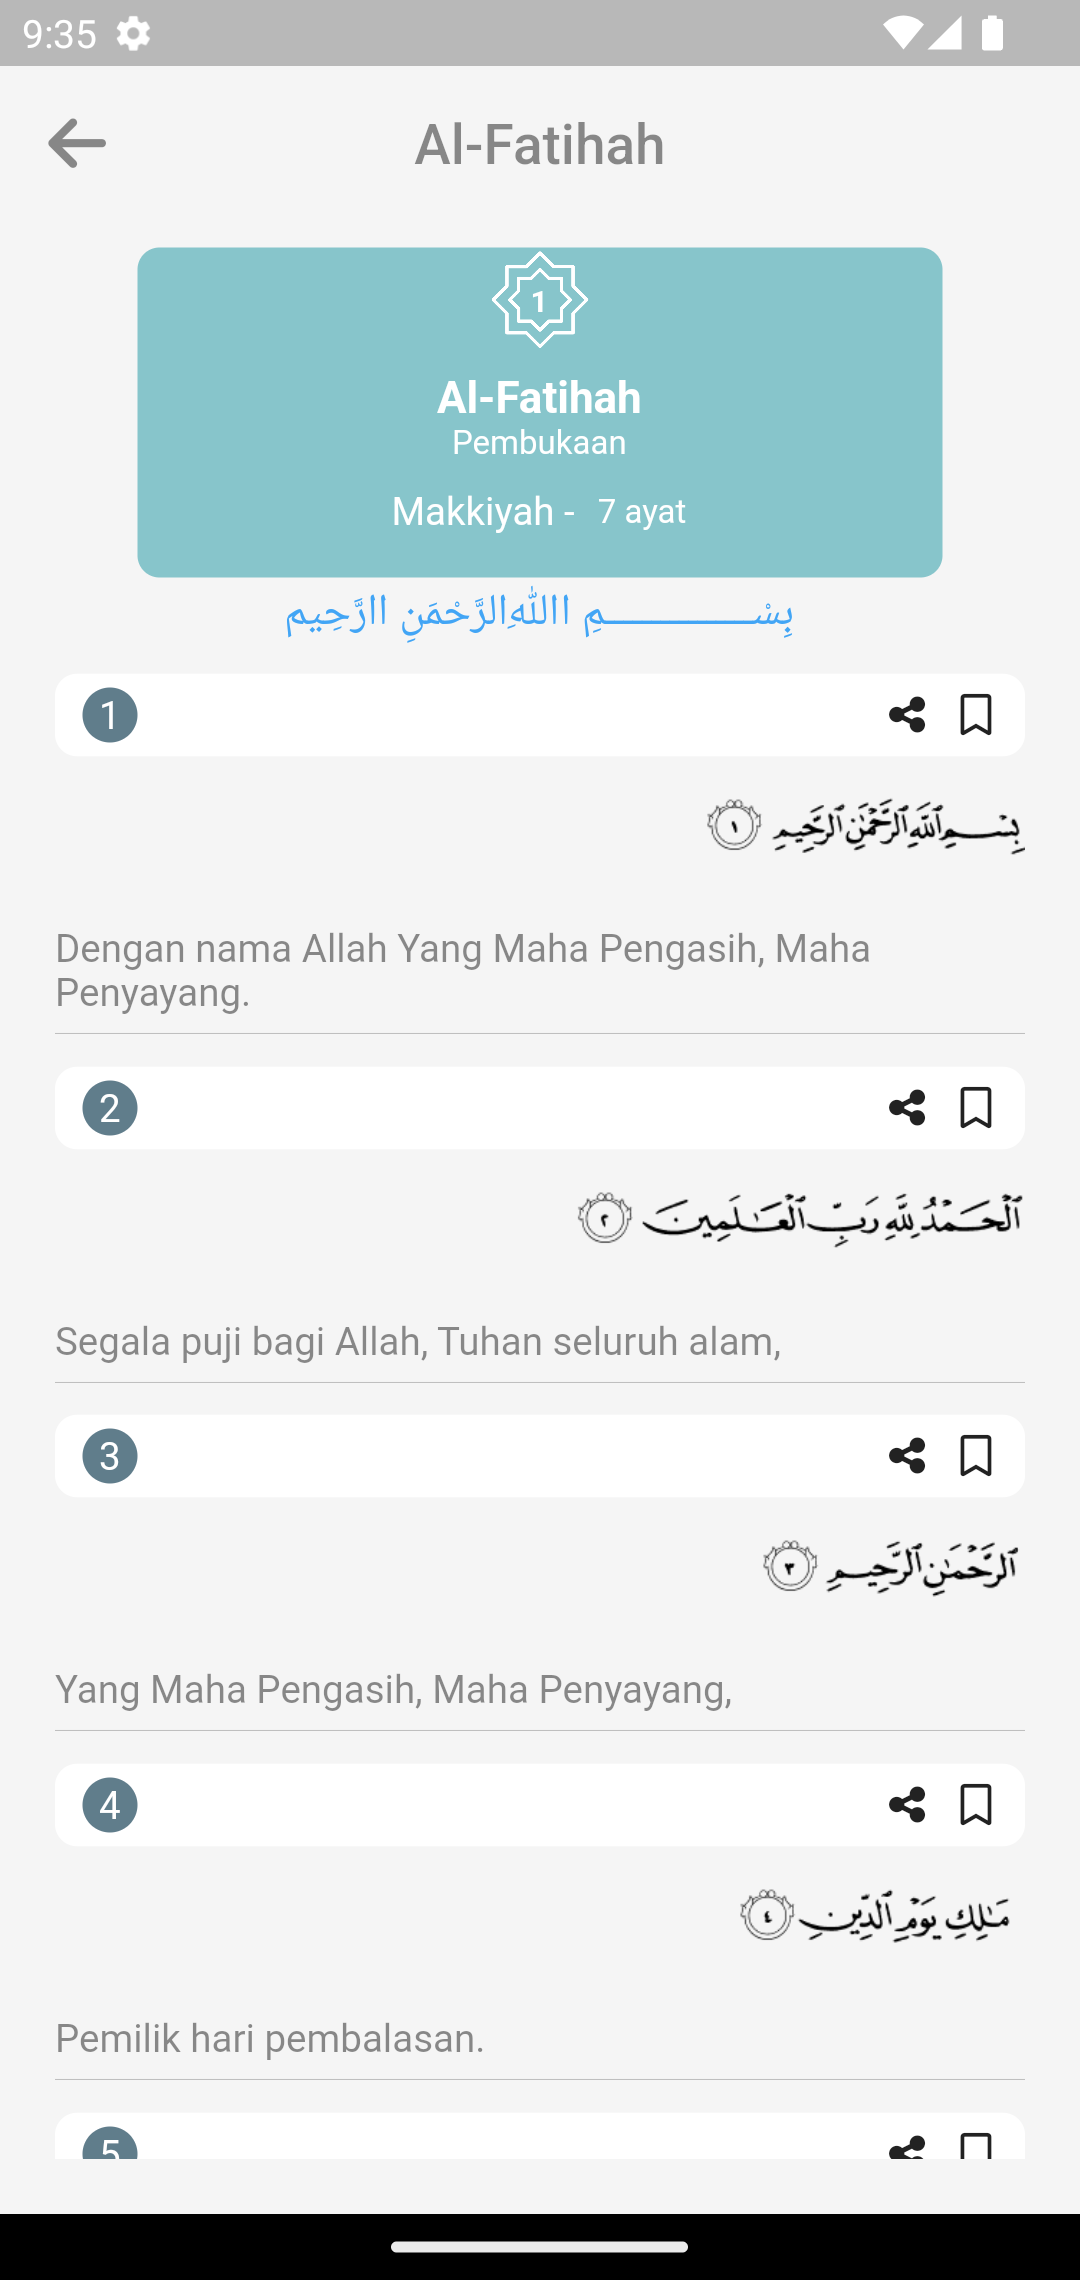 9:35
Al-Fatihah
1
Al-Fatihah
Pembukaan
Makkiyah - 7 ayat
بِسْــــــــــــــمِ اللهِ الرَّحْمَنِ الرَّحِيم
1
بِسْمِ ٱللَّهِ ٱلرَّحْمَٰنِ ٱلرَّحِيمِ ١
Dengan nama Allah Yang Maha Pengasih, Maha
Penyayang.
2
ٱلْحَمْدُ لِلَّهِ رَبِّ ٱلْعَٰلَمِينَ ٢
Segala puji bagi Allah, Tuhan seluruh alam,
3
ٱلرَّحْمَٰنِ ٱلرَّحِيمِ ٣
Yang Maha Pengasih, Maha Penyayang,
4
مَٰلِكِ يَوْمِ ٱلدِّينِ ٤
Pemilik hari pembalasan.
5